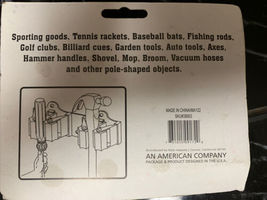 Sporting goods, Tennis rackets, Baseball bats, Fishing rods,
Golf clubs, Billiard cues, Garden tools, Auto tools, Axes,
Hammer handles, Shovel, Mop, Broom, Vacuum hoses
and other pole-shaped objects.
MADE IN CHINA
AN AMERICAN COMPANY
PACKAGE & PRODUCT DESIGNED IN THE U.S.A.